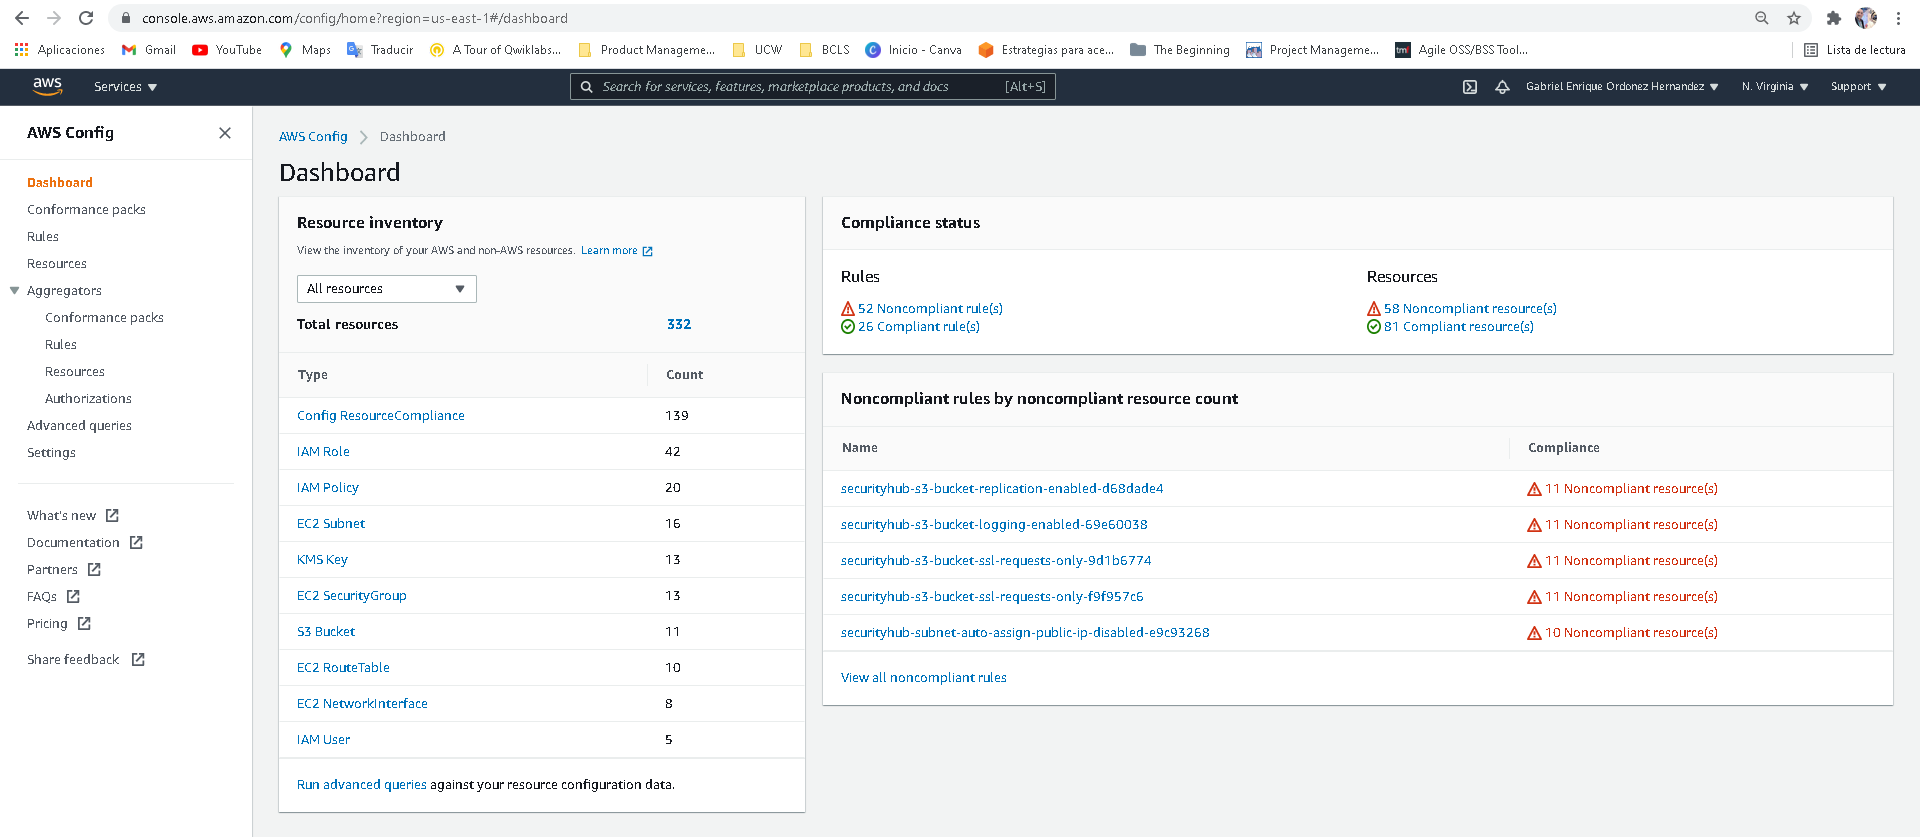 console.aws.amazon.com/config/home?region=us-east-1#/dashboard
Aplicaciones Gmail YouTube Maps Traducir A Tour of Qwiklabs... Product Manageme... UCW BCLS Inicio - Canva Estrategias para ace... The Beginning Project Manageme... tmf Agile OSS/BSS Tool... Lista de lectura
aws Services Search for services, features, marketplace products, and docs [Alt+S] Gabriel Enrique Ordonez Hernandez N. Virginia Support
AWS Config
Dashboard
Conformance packs
Rules
Resources
Aggregators
Conformance packs
Rules
Resources
Authorizations
Advanced queries
Settings
What's new
Documentation
Partners
FAQs
Pricing
Share feedback
AWS Config Dashboard
Dashboard
Resource inventory
View the inventory of your AWS and non-AWS resources. Learn more
All resources
Total resources 332
Type Count
Config ResourceCompliance 139
IAM Role 42
IAM Policy 20
EC2 Subnet 16
KMS Key 13
EC2 SecurityGroup 13
S3 Bucket 11
EC2 RouteTable 10
EC2 NetworkInterface 8
IAM User 5
Run advanced queries against your resource configuration data.
Compliance status
Rules Resources
52 Noncompliant rule(s) 58 Noncompliant resource(s)
26 Compliant rule(s) 81 Compliant resource(s)
Noncompliant rules by noncompliant resource count
Name Compliance
securityhub-s3-bucket-replication-enabled-d68dade4 11 Noncompliant resource(s)
securityhub-s3-bucket-logging-enabled-69e60038 11 Noncompliant resource(s)
securityhub-s3-bucket-ssl-requests-only-9d1b6774 11 Noncompliant resource(s)
securityhub-s3-bucket-ssl-requests-only-f9f957c6 11 Noncompliant resource(s)
securityhub-subnet-auto-assign-public-ip-disabled-e9c93268 10 Noncompliant resource(s)
View all noncompliant rules